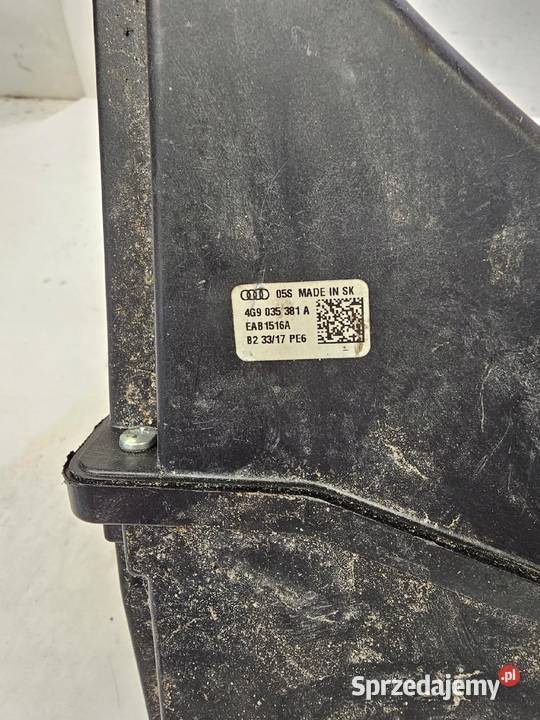 05S MADE IN SK
4G9 035 381 A
EAB1516A
B2 33/17 PE6
Sprzedajemy.pl